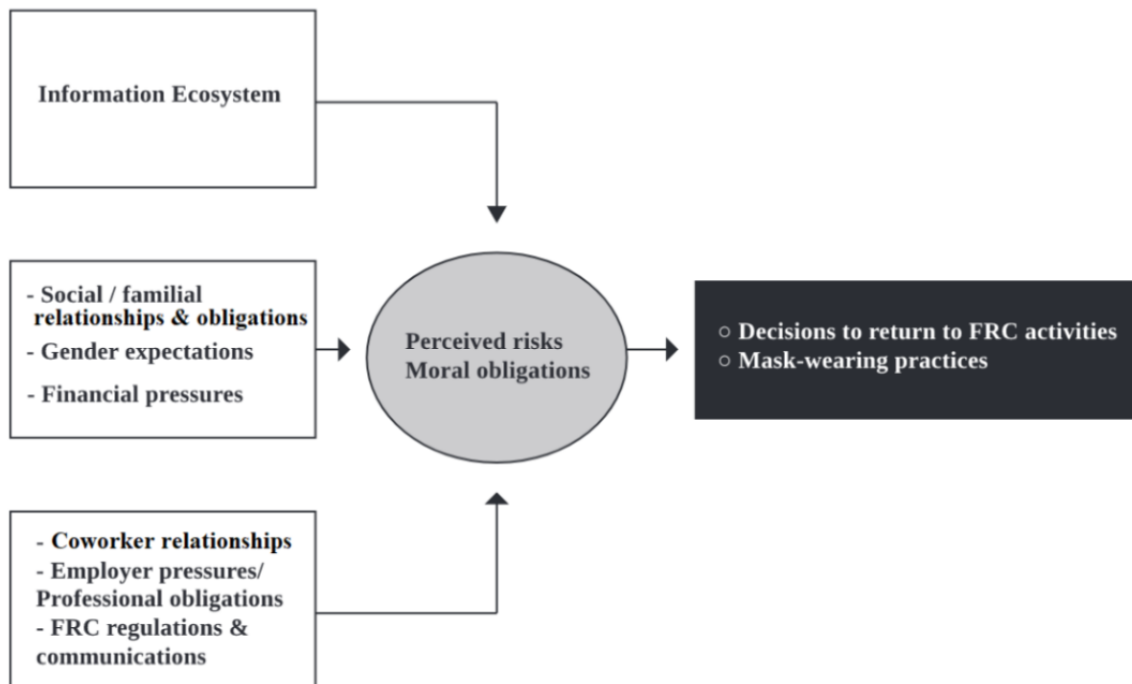 Information Ecosystem
- Social / familial
relationships & obligations
- Gender expectations
- Financial pressures
- Coworker relationships
- Employer pressures/
Professional obligations
- FRC regulations &
communications
Perceived risks
Moral obligations
○ Decisions to return to FRC activities
○ Mask-wearing practices